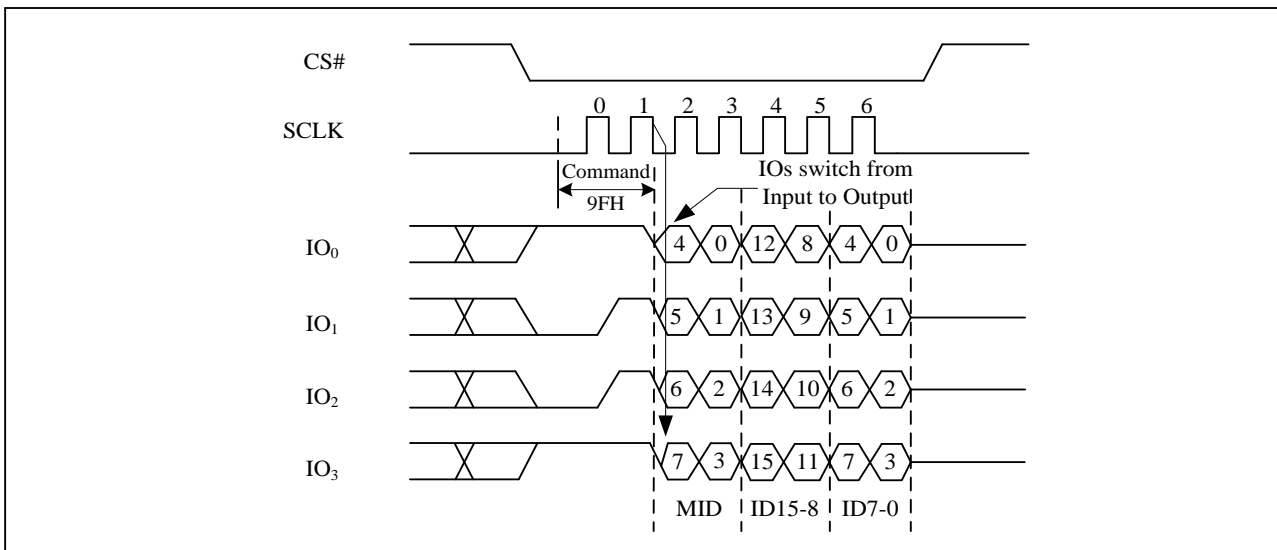 CS#
0 1 2 3 4 5 6
SCLK
Command
9FH
IOs switch from
Input to Output
IO0 4 0 12 8 4 0
IO1 5 1 13 9 5 1
IO2 6 2 14 10 6 2
IO3 7 3 15 11 7 3
MID ID15-8 ID7-0